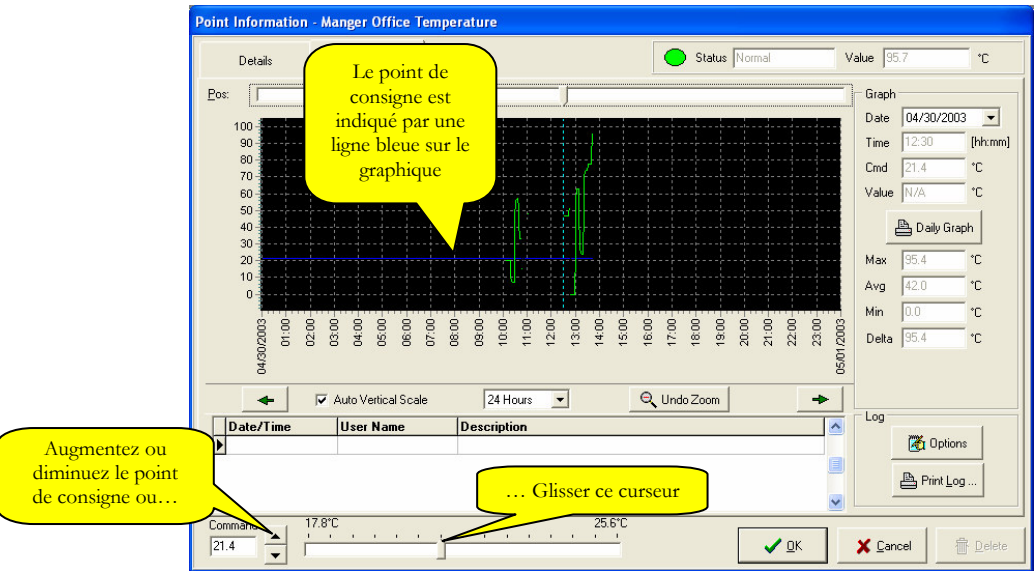 Point Information - Manger Office Temperature
Details
Status Normal
Value 95.7 °C
Le point de
consigne est
indiqué par une
ligne bleue sur le
graphique
Pos:
100
90
80
70
60
50
40
30
20
10
0
04/30/2003 01:00 02:00 03:00 04:00 05:00 06:00 07:00 08:00 09:00 10:00 11:00 12:00 13:00 14:00 15:00 16:00 17:00 18:00 19:00 20:00 21:00 22:00 23:00 05/01/2003
Graph
Date 04/30/2003
Time 12:30 [hh:mm]
Cmd 21.4 °C
Value N/A °C
Daily Graph
Max 95.4 °C
Avg 42.0 °C
Min 0.0 °C
Delta 95.4 °C
Auto Vertical Scale
24 Hours
Undo Zoom
Date/Time User Name Description
Log
Options
Print Log ...
Augmentez ou
diminuez le point
de consigne ou…
… Glisser ce curseur
Command
21.4
17.8°C 25.6°C
OK
Cancel
Delete